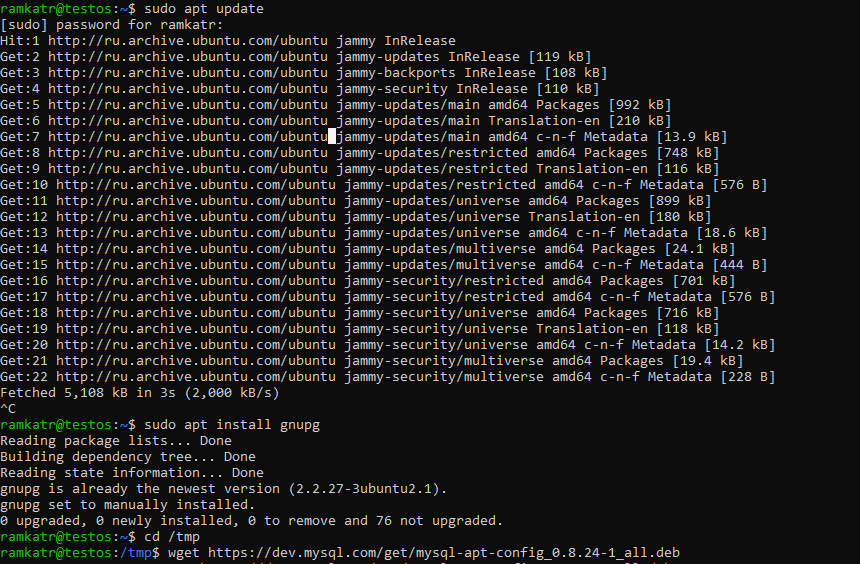 ramkatr@testos:~$ sudo apt update
[sudo] password for ramkatr:
Hit:1 http://ru.archive.ubuntu.com/ubuntu jammy InRelease
Get:2 http://ru.archive.ubuntu.com/ubuntu jammy-updates InRelease [119 kB]
Get:3 http://ru.archive.ubuntu.com/ubuntu jammy-backports InRelease [108 kB]
Get:4 http://ru.archive.ubuntu.com/ubuntu jammy-security InRelease [110 kB]
Get:5 http://ru.archive.ubuntu.com/ubuntu jammy-updates/main amd64 Packages [992 kB]
Get:6 http://ru.archive.ubuntu.com/ubuntu jammy-updates/main Translation-en [210 kB]
Get:7 http://ru.archive.ubuntu.com/ubuntu jammy-updates/main amd64 c-n-f Metadata [13.9 kB]
Get:8 http://ru.archive.ubuntu.com/ubuntu jammy-updates/restricted amd64 Packages [748 kB]
Get:9 http://ru.archive.ubuntu.com/ubuntu jammy-updates/restricted Translation-en [116 kB]
Get:10 http://ru.archive.ubuntu.com/ubuntu jammy-updates/restricted amd64 c-n-f Metadata [576 B]
Get:11 http://ru.archive.ubuntu.com/ubuntu jammy-updates/universe amd64 Packages [899 kB]
Get:12 http://ru.archive.ubuntu.com/ubuntu jammy-updates/universe Translation-en [180 kB]
Get:13 http://ru.archive.ubuntu.com/ubuntu jammy-updates/universe amd64 c-n-f Metadata [18.6 kB]
Get:14 http://ru.archive.ubuntu.com/ubuntu jammy-updates/multiverse amd64 Packages [24.1 kB]
Get:15 http://ru.archive.ubuntu.com/ubuntu jammy-updates/multiverse amd64 c-n-f Metadata [444 B]
Get:16 http://ru.archive.ubuntu.com/ubuntu jammy-security/restricted amd64 Packages [701 kB]
Get:17 http://ru.archive.ubuntu.com/ubuntu jammy-security/restricted amd64 c-n-f Metadata [576 B]
Get:18 http://ru.archive.ubuntu.com/ubuntu jammy-security/universe amd64 Packages [716 kB]
Get:19 http://ru.archive.ubuntu.com/ubuntu jammy-security/universe Translation-en [118 kB]
Get:20 http://ru.archive.ubuntu.com/ubuntu jammy-security/universe amd64 c-n-f Metadata [14.2 kB]
Get:21 http://ru.archive.ubuntu.com/ubuntu jammy-security/multiverse amd64 Packages [19.4 kB]
Get:22 http://ru.archive.ubuntu.com/ubuntu jammy-security/multiverse amd64 c-n-f Metadata [228 B]
Fetched 5,108 kB in 3s (2,000 kB/s)
^C
ramkatr@testos:~$ sudo apt install gnupg
Reading package lists... Done
Building dependency tree... Done
Reading state information... Done
gnupg is already the newest version (2.2.27-3ubuntu2.1).
gnupg set to manually installed.
0 upgraded, 0 newly installed, 0 to remove and 76 not upgraded.
ramkatr@testos:~$ cd /tmp
ramkatr@testos:/tmp$ wget https://dev.mysql.com/get/mysql-apt-config_0.8.24-1_all.deb